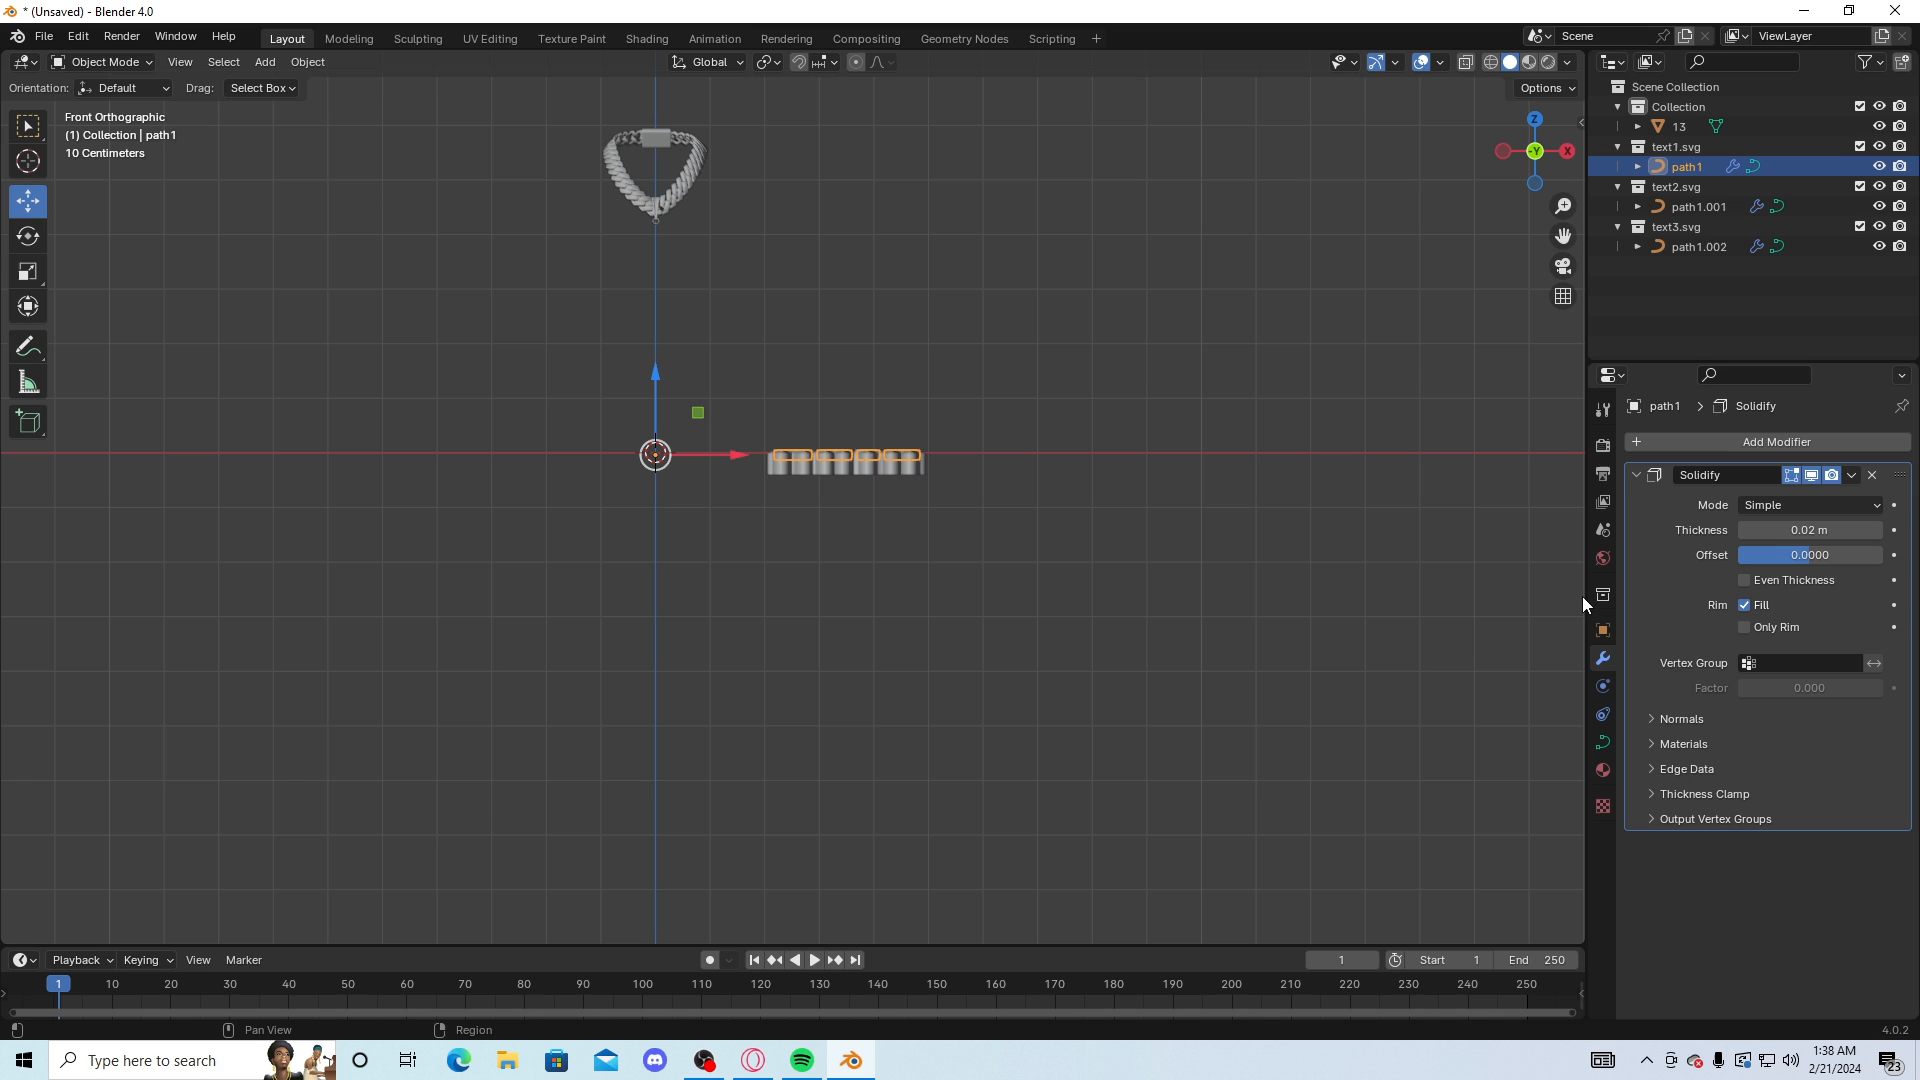 * (Unsaved) - Blender 4.0
File Edit Render Window Help Layout Modeling Sculpting UV Editing Texture Paint Shading Animation Rendering Compositing Geometry Nodes Scripting + Scene ViewLayer
Object Mode View Select Add Object Global
Orientation: Default Drag: Select Box Options
Front Orthographic
(1) Collection | path1
10 Centimeters
Z
-Y
X
Scene Collection
Collection
13
text1.svg
path1
text2.svg
path1.001
text3.svg
path1.002
path1 > Solidify
+ Add Modifier
Solidify
Mode Simple
Thickness 0.02 m
Offset 0.0000
Even Thickness
Rim Fill
Only Rim
Vertex Group
Factor 0.000
Normals
Materials
Edge Data
Thickness Clamp
Output Vertex Groups
Playback Keying View Marker 1 Start 1 End 250
1 10 20 30 40 50 60 70 80 90 100 110 120 130 140 150 160 170 180 190 200 210 220 230 240 250
Pan View Region 4.0.2
Type here to search
1:38 AM
2/21/2024
23